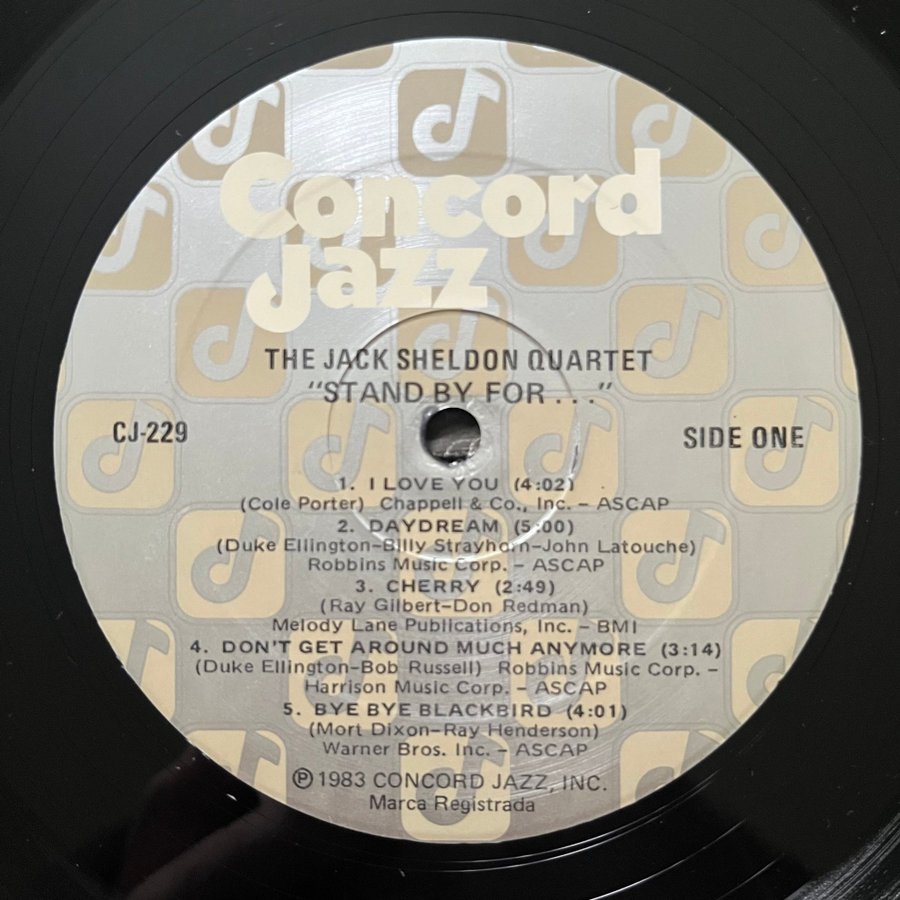 Concord
Jazz
THE JACK SHELDON QUARTET
"STAND BY FOR . . ."
CJ-229
SIDE ONE
1. I LOVE YOU (4:02)
(Cole Porter) Chappell & Co., Inc. – ASCAP
2. DAYDREAM (5:00)
(Duke Ellington–Billy Strayhorn–John Latouche)
Robbins Music Corp. – ASCAP
3. CHERRY (2:49)
(Ray Gilbert–Don Redman)
Melody Lane Publications, Inc. – BMI
4. DON'T GET AROUND MUCH ANYMORE (3:14)
(Duke Ellington–Bob Russell) Robbins Music Corp. –
Harrison Music Corp. – ASCAP
5. BYE BYE BLACKBIRD (4:01)
(Mort Dixon–Ray Henderson)
Warner Bros. Inc. – ASCAP
℗ 1983 CONCORD JAZZ, INC.
Marca Registrada